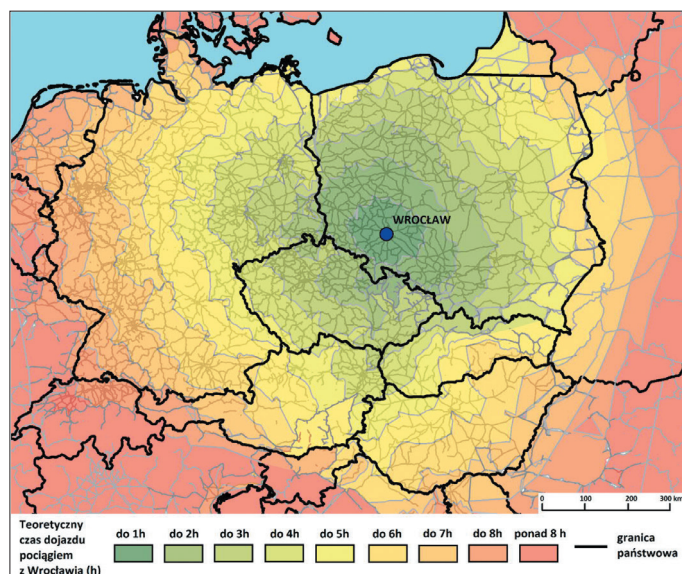 WROCŁAW
0 100 200 300 km
Teoretyczny
czas dojazdu
pociągiem
z Wrocławia (h)
do 1h do 2h do 3h do 4h do 5h do 6h do 7h do 8h ponad 8 h
granica
państwowa